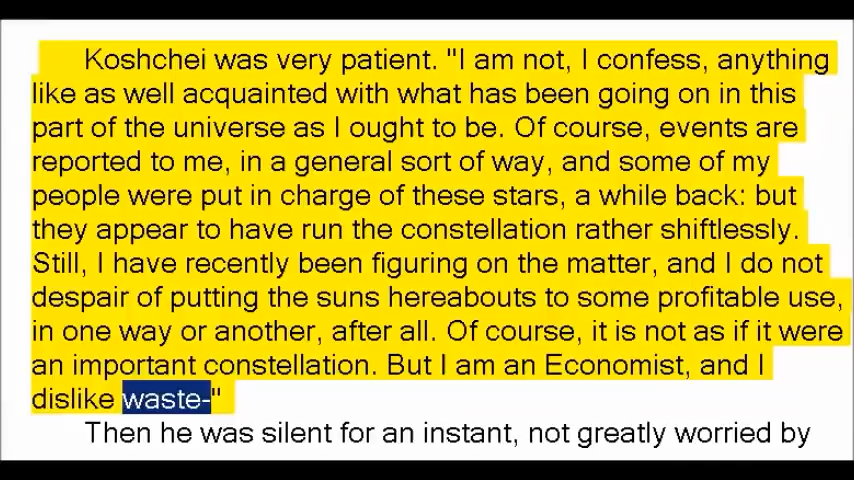 Koshchei was very patient. "I am not, I confess, anything
like as well acquainted with what has been going on in this
part of the universe as I ought to be. Of course, events are
reported to me, in a general sort of way, and some of my
people were put in charge of these stars, a while back: but
they appear to have run the constellation rather shiftlessly.
Still, I have recently been figuring on the matter, and I do not
despair of putting the suns hereabouts to some profitable use,
in one way or another, after all. Of course, it is not as if it were
an important constellation. But I am an Economist, and I
dislike waste-"
Then he was silent for an instant, not greatly worried by